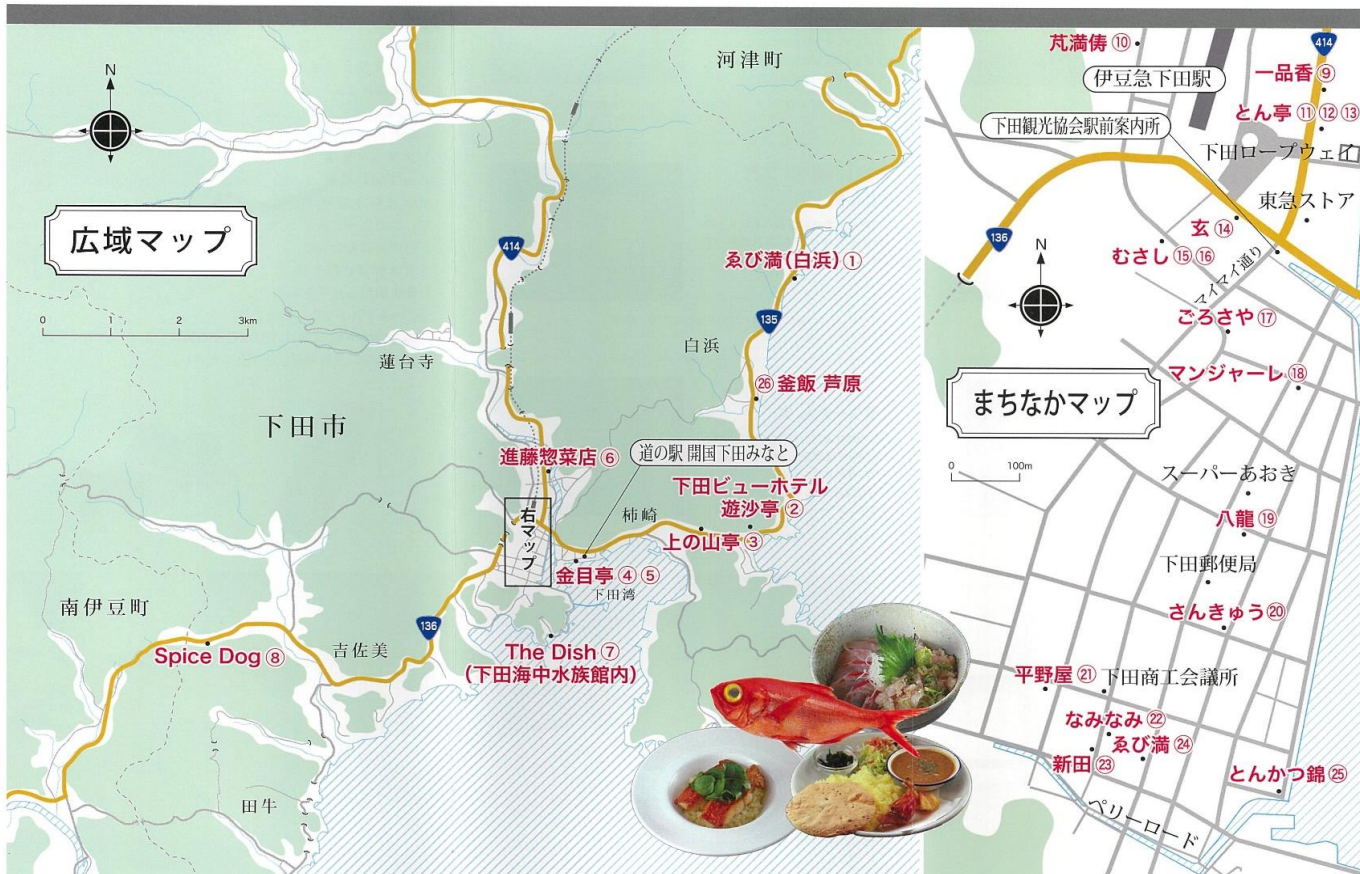 河津町
N
広域マップ
0 1 2 3km
414
ゑび満(白浜)①
135
白浜
蓮台寺
㉖釜飯 芦原
下田市
進藤惣菜店⑥
道の駅 開国下田みなと
下田ビューホテル
遊沙亭②
柿崎
右マップ
上の山亭③
金目亭④⑤
下田湾
南伊豆町
136
吉佐美
Spice Dog⑧
The Dish⑦
(下田海中水族館内)
田牛
芃満俦⑩
414
伊豆急下田駅
一品香⑨
とん亭⑪⑫⑬
下田観光協会駅前案内所
下田ロープウェイ
東急ストア
玄⑭
136
N
むさし⑮⑯
マイマイ通り
ごろさや⑰
マンジャーレ⑱
まちなかマップ
0 100m
スーパーあおき
八龍⑲
下田郵便局
さんきゅう⑳
平野屋㉑
下田商工会議所
なみなみ㉒
ゑび満㉔
新田㉓
とんかつ錦㉕
ペリーロード